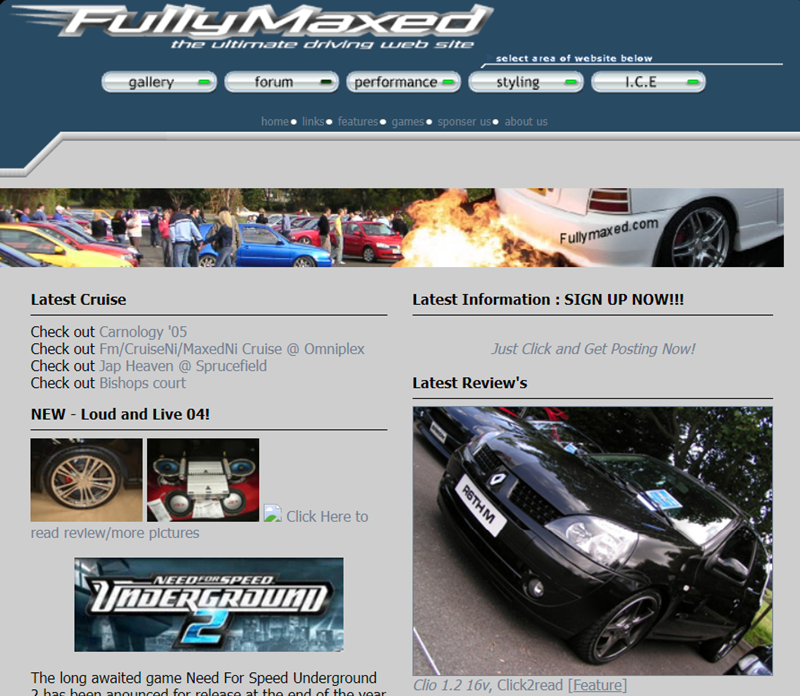 FullyMaxed
the ultimate driving web site
select area of website below
gallery forum performance styling I.C.E
home links features games sponser us about us
Fullymaxed.com
Latest Cruise
Check out Carnology '05
Check out Fm/CruiseNi/MaxedNi Cruise @ Omniplex
Check out Jap Heaven @ Sprucefield
Check out Bishops court
NEW - Loud and Live 04!
Click Here to
read review/more pictures
NEED FOR SPEED
UNDERGROUND
2
The long awaited game Need For Speed Underground
2 has been anounced for release at the end of the year
Latest Information : SIGN UP NOW!!!
Just Click and Get Posting Now!
Latest Review's
R6TH M
Clio 1.2 16v, Click2read [Feature]